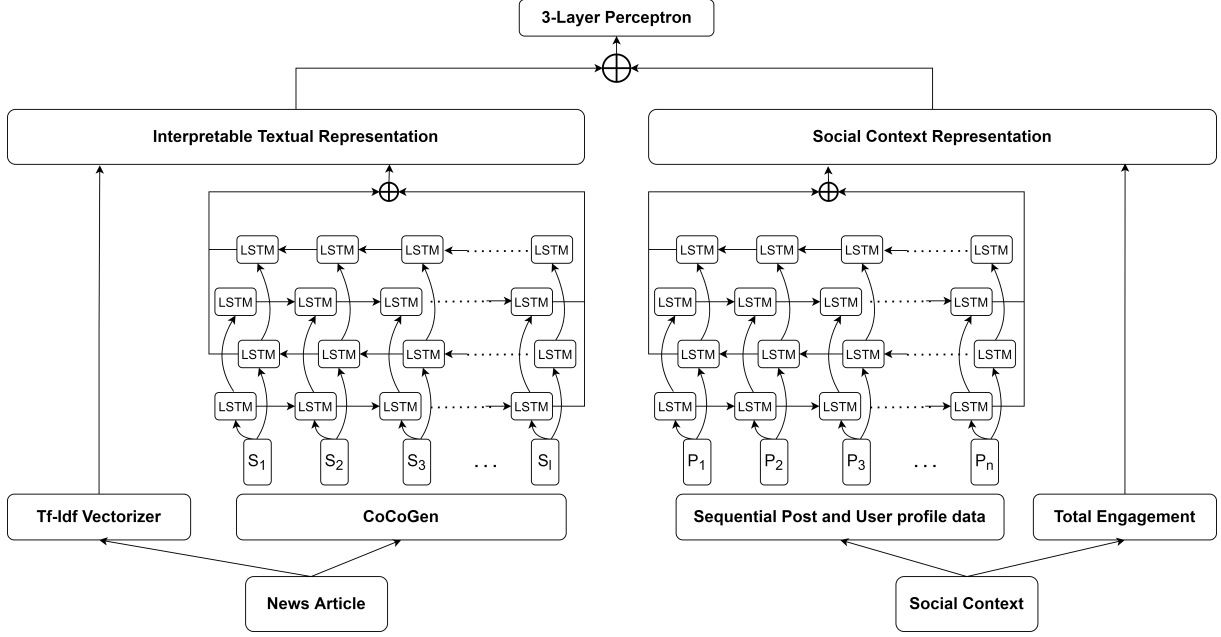 3-Layer Perceptron
Interpretable Textual Representation
Social Context Representation
LSTM LSTM LSTM ........ LSTM
LSTM LSTM LSTM ........ LSTM
LSTM LSTM LSTM ........ LSTM
LSTM LSTM LSTM ........ LSTM
S1 S2 S3 ... Sl
LSTM LSTM LSTM ........ LSTM
LSTM LSTM LSTM ........ LSTM
LSTM LSTM LSTM ........ LSTM
LSTM LSTM LSTM ........ LSTM
P1 P2 P3 ... Pn
Tf-Idf Vectorizer
CoCoGen
Sequential Post and User profile data
Total Engagement
News Article
Social Context